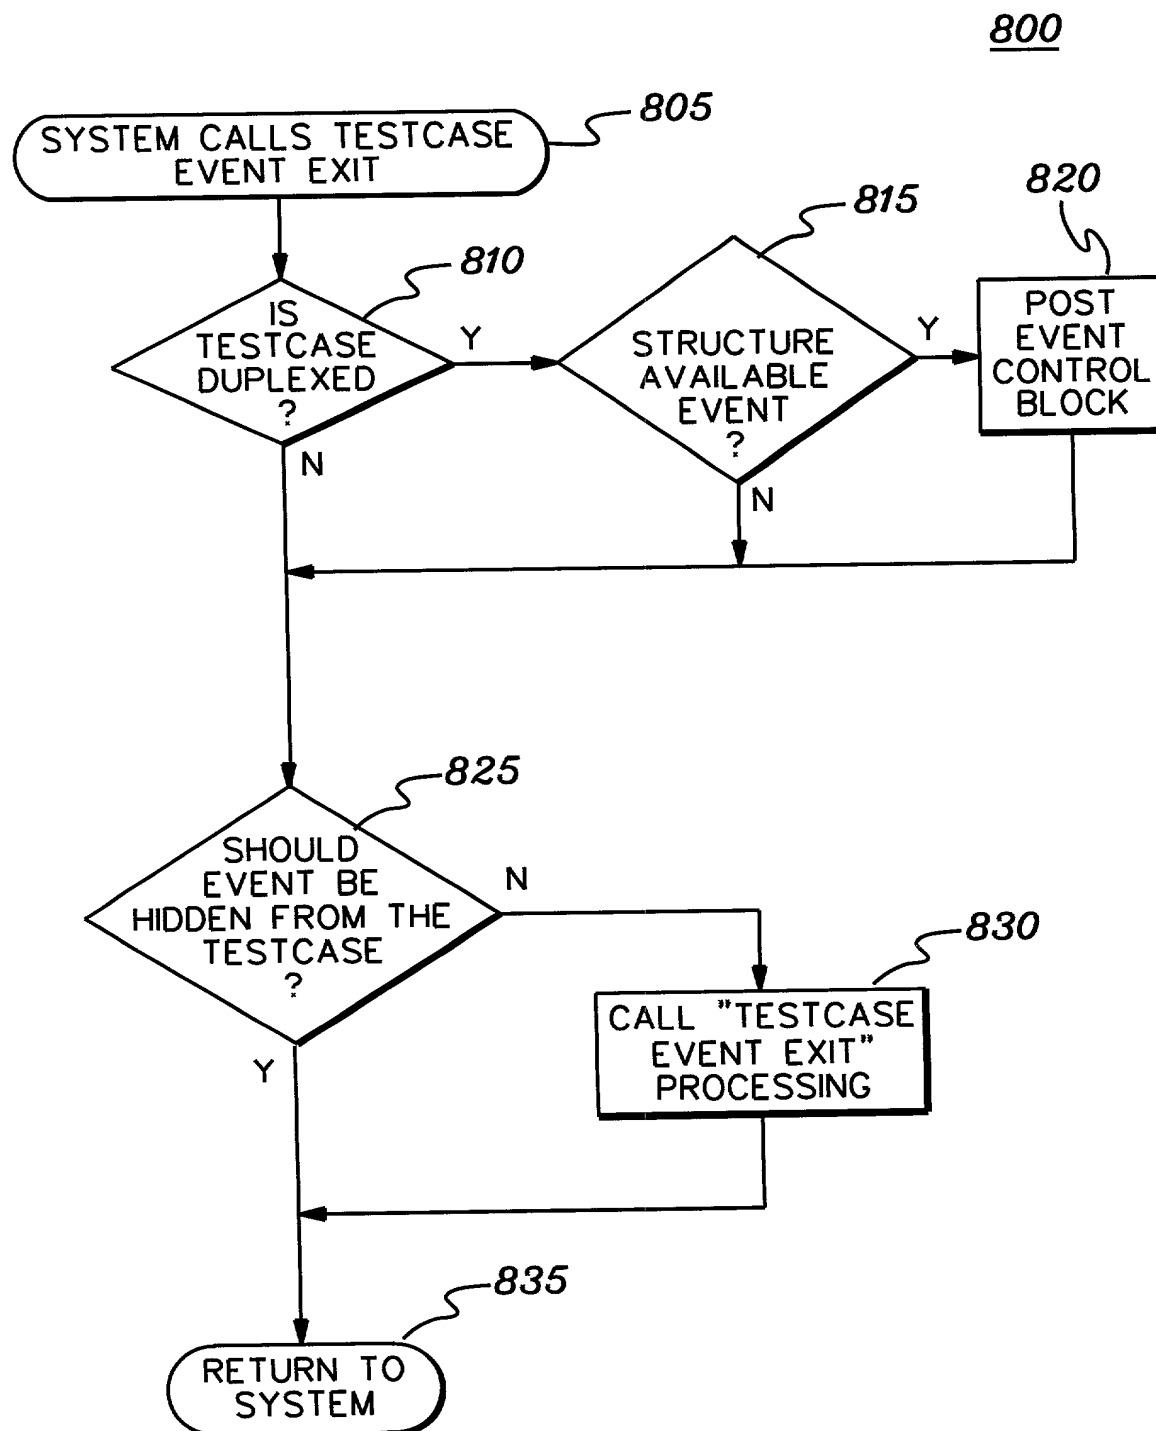 800
SYSTEM CALLS TESTCASE
EVENT EXIT
805
810
IS
TESTCASE
DUPLEXED
?
Y
N
815
STRUCTURE
AVAILABLE
EVENT
?
Y
N
820
POST
EVENT
CONTROL
BLOCK
825
SHOULD
EVENT BE
HIDDEN FROM THE
TESTCASE
?
N
Y
830
CALL "TESTCASE
EVENT EXIT"
PROCESSING
835
RETURN TO
SYSTEM